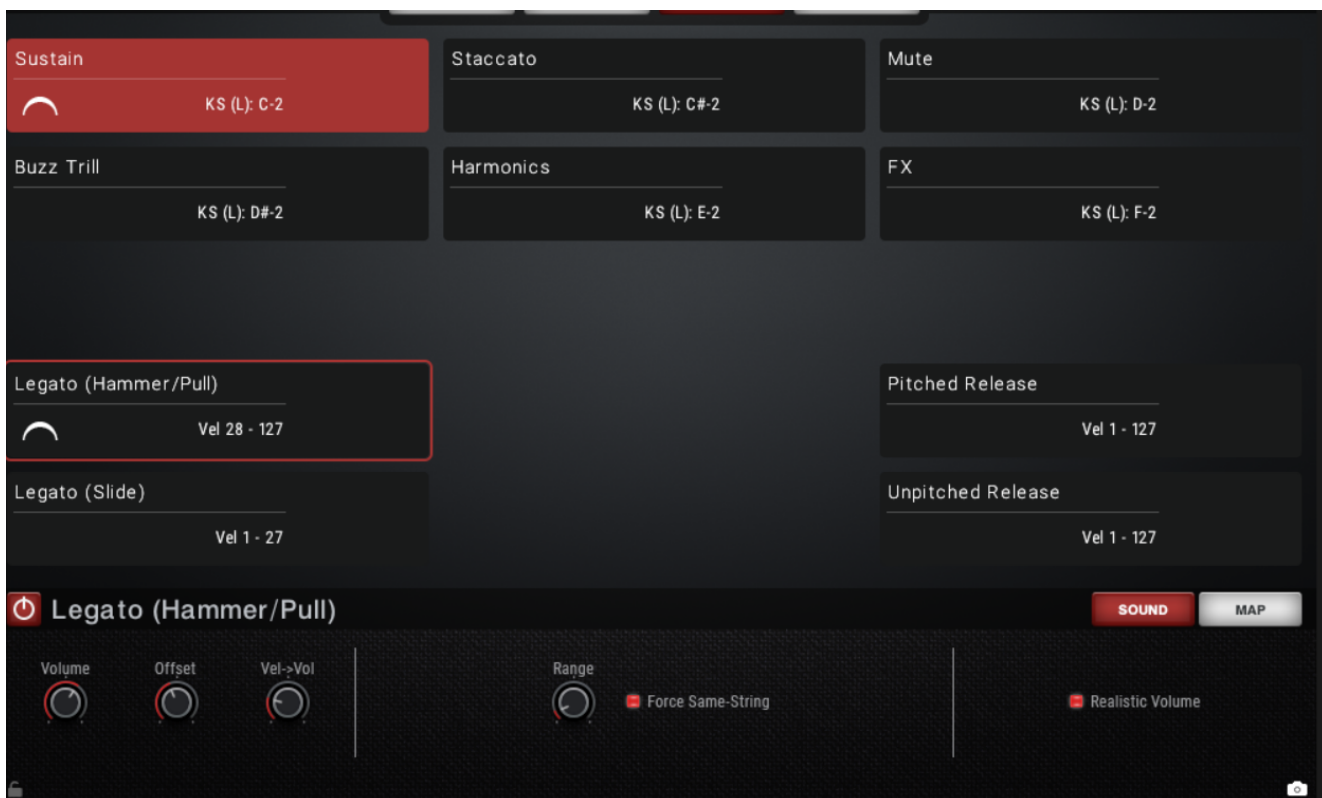 Sustain
KS (L): C-2
Staccato
KS (L): C#-2
Mute
KS (L): D-2
Buzz Trill
KS (L): D#-2
Harmonics
KS (L): E-2
FX
KS (L): F-2
Legato (Hammer/Pull)
Vel 28 - 127
Pitched Release
Vel 1 - 127
Legato (Slide)
Vel 1 - 27
Unpitched Release
Vel 1 - 127
Legato (Hammer/Pull)
SOUND
MAP
Volume
Offset
Vel->Vol
Range
Force Same-String
Realistic Volume